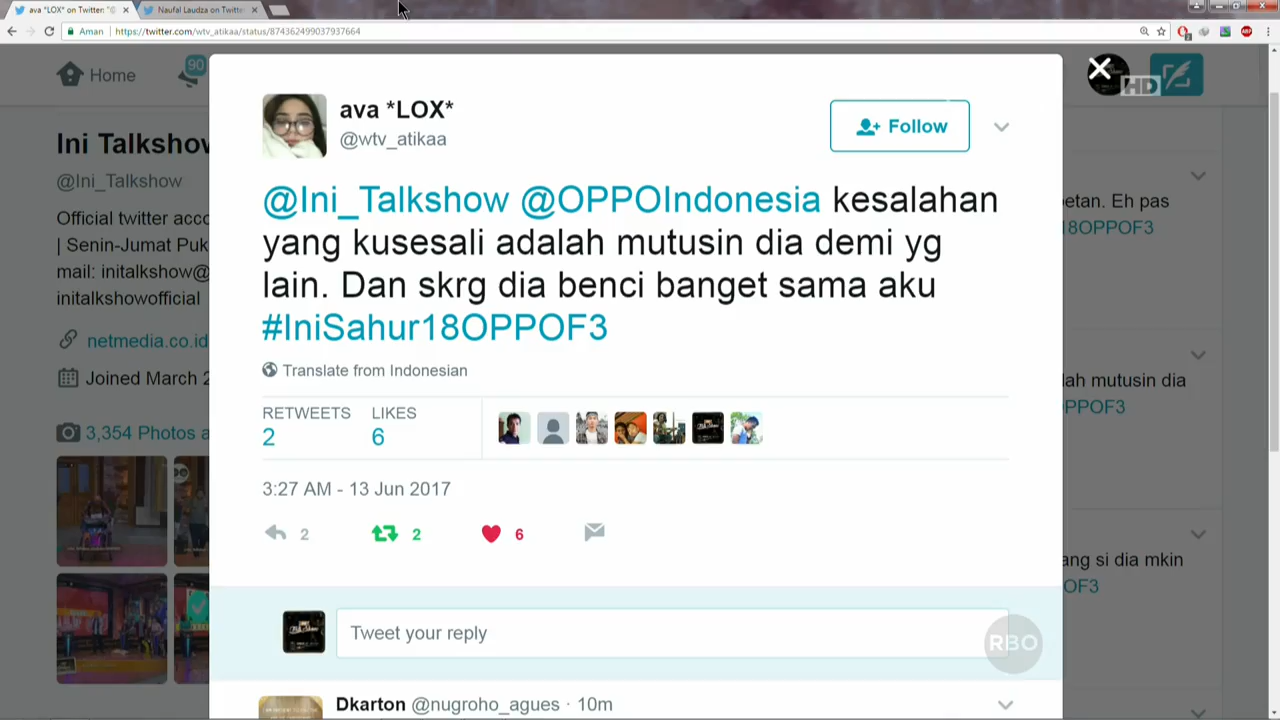 ava *LOX* on Twitter: "@
Naufal Laudza on Twitte
Aman
https://twitter.com/wtv_atikaa/status/874362499037937664
ABP
Home
90
HD
Ini Talkshow
@Ini_Talkshow
Official twitter acco
| Senin-Jumat Puk
mail: initalkshow@
initalkshowofficial
netmedia.co.id
Joined March 2
3,354 Photos a
ava *LOX*
@wtv_atikaa
Follow
@Ini_Talkshow @OPPOIndonesia kesalahan
yang kusesali adalah mutusin dia demi yg
lain. Dan skrg dia benci banget sama aku
#IniSahur18OPPOF3
Translate from Indonesian
RETWEETS LIKES
2 6
3:27 AM - 13 Jun 2017
2 2 6
Tweet your reply
RBO
Dkarton @nugroho_agues · 10m
etan. Eh pas
18OPPOF3
lah mutusin dia
PPOF3
ang si dia mkin
OF3